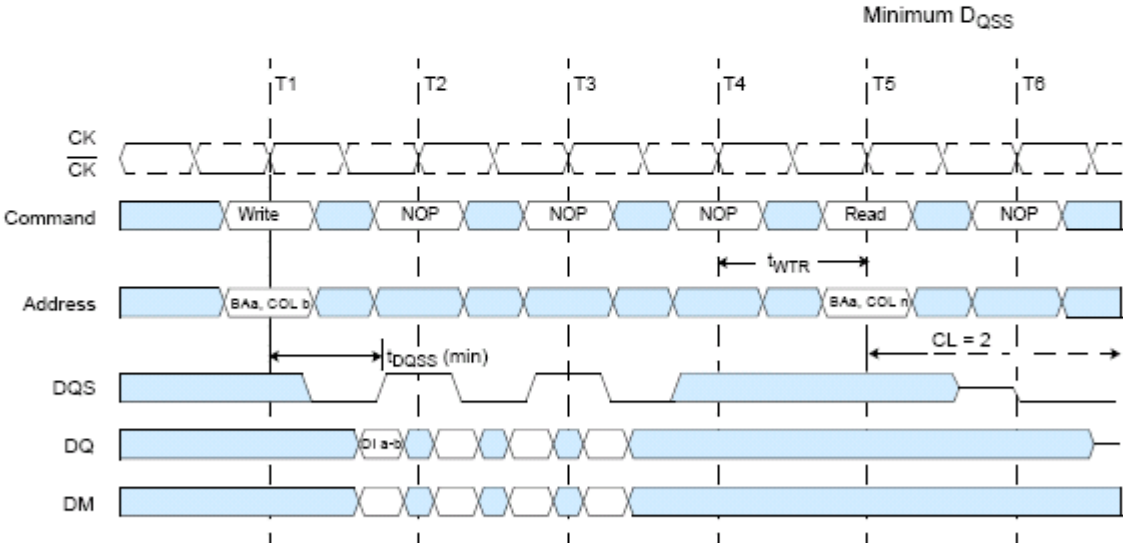 Minimum DQSS
T1 T2 T3 T4 T5 T6
CK
CK
Command Write NOP NOP NOP Read NOP
tWTR
Address BAa, COL b BAa, COL n
tDQSS (min) CL = 2
DQS
DQ DI a-b
DM